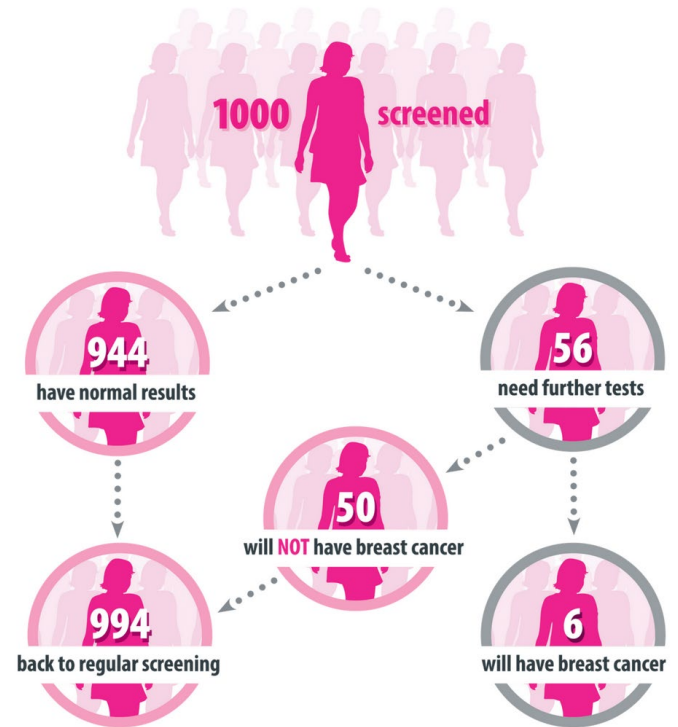 1000 screened
944
have normal results
56
need further tests
50
will NOT have breast cancer
994
back to regular screening
6
will have breast cancer